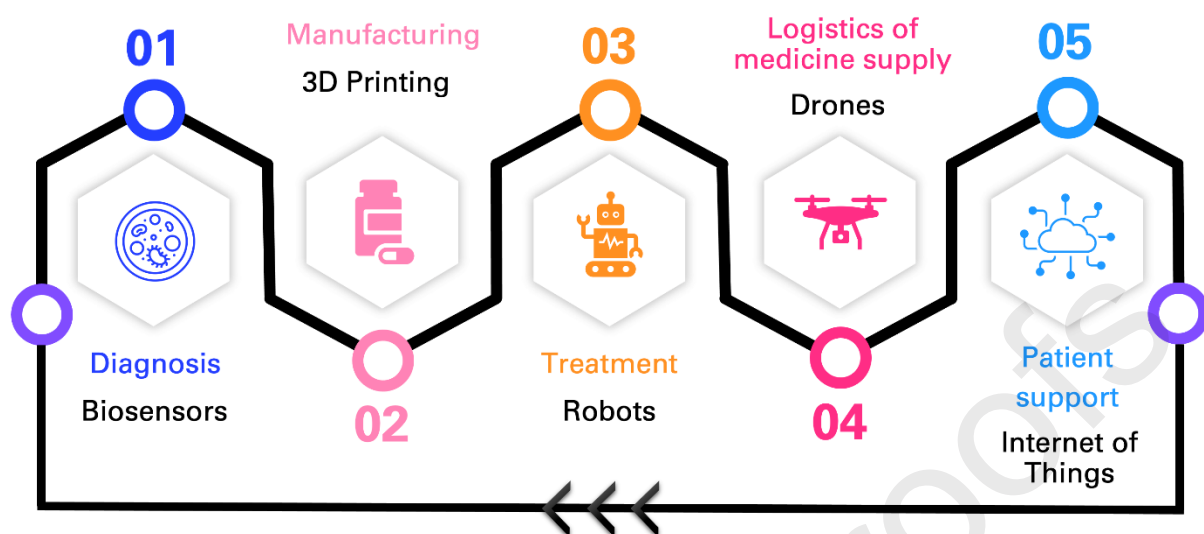 01
Diagnosis
Biosensors
Manufacturing
3D Printing
02
03
Treatment
Robots
Logistics of
medicine supply
Drones
04
05
Patient
support
Internet of
Things
roofs